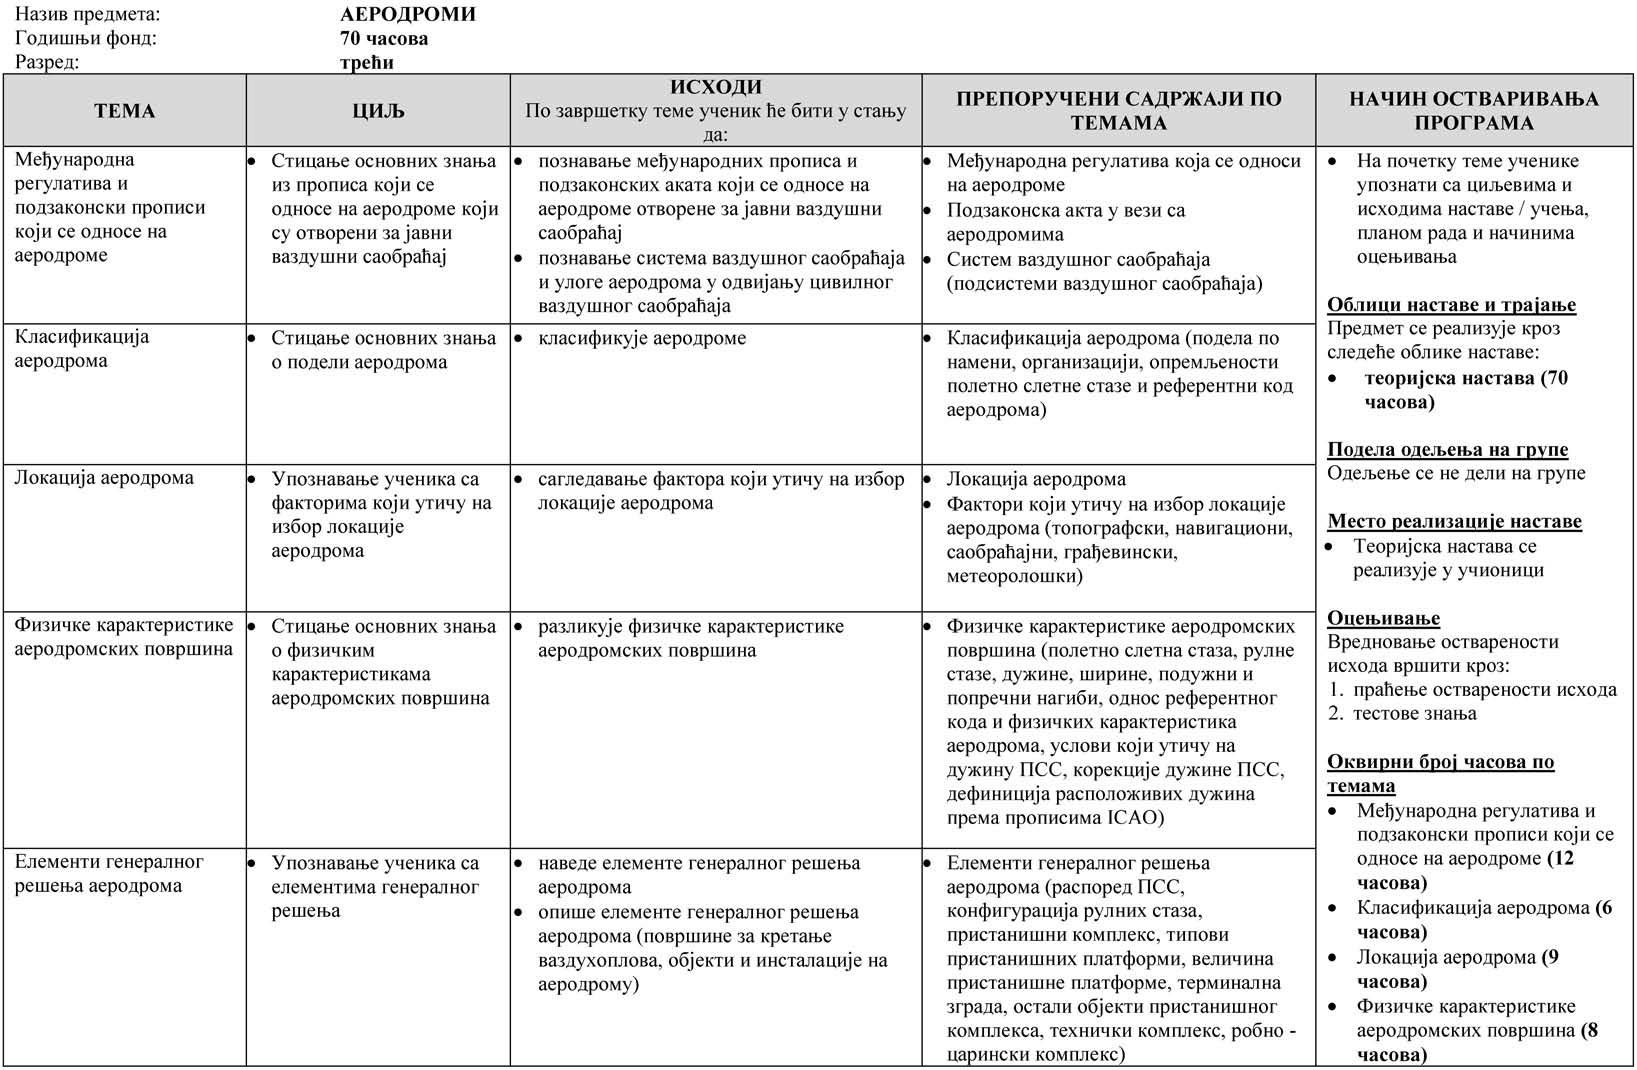 Назив предмета: АЕРОДРОМИ
Годишњи фонд: 70 часова
Разред: трећи
ТЕМА
ЦИЉ
ИСХОДИ
По завршетку теме ученик ће бити у стању
да:
ПРЕПОРУЧЕНИ САДРЖАЈИ ПО
ТЕМАМА
НАЧИН ОСТВАРИВАЊА
ПРОГРАМА
Међународна
регулатива и
подзаконски прописи
који се односе на
аеродроме
• Стицање основних знања
из прописа који се
односе на аеродроме који
су отворени за јавни
ваздушни саобраћај
• познавање међународних прописа и
подзаконских аката који се односе на
аеродроме отворене за јавни ваздушни
саобраћај
• познавање система ваздушног саобраћаја
и улоге аеродрома у одвијању цивилног
ваздушног саобраћаја
• Међународна регулатива која се односи
на аеродроме
• Подзаконска акта у вези са
аеродромима
• Систем ваздушног саобраћаја
(подсистеми ваздушног саобраћаја)
Класификација
аеродрома
• Стицање основних знања
о подели аеродрома
• класификује аеродроме
• Класификација аеродрома (подела по
намени, организацији, опремљености
полетно слетне стазе и референтни код
аеродрома)
Локација аеродрома
• Упознавање ученика са
факторима који утичу на
избор локације
аеродрома
• сагледавање фактора који утичу на избор
локације аеродрома
• Локација аеродрома
• Фактори који утичу на избор локације
аеродрома (топографски, навигациони,
саобраћајни, грађевински,
метеоролошки)
Физичке карактеристике
аеродромских површина
• Стицање основних знања
о физичким
карактеристикама
аеродромских површина
• разликује физичке карактеристике
аеродромских површина
• Физичке карактеристике аеродромских
површина (полетно слетна стаза, рулне
стазе, дужине, ширине, подужни и
попречни нагиби, однос референтног
кода и физичких карактеристика
аеродрома, услови који утичу на
дужину ПСС, корекције дужине ПСС,
дефиниција расположивих дужина
према прописима ICAO)
Елементи генералног
решења аеродрома
• Упознавање ученика са
елементима генералног
решења
• наведе елементе генералног решења
аеродрома
• опише елементе генералног решења
аеродрома (површине за кретање
ваздухоплова, објекти и инсталације на
аеродрому)
• Елементи генералног решења
аеродрома (распоред ПСС,
конфигурација рулних стаза,
пристанишни комплекс, типови
пристанишних платформи, величина
пристанишне платформе, терминална
зграда, остали објекти пристанишног
комплекса, технички комплекс, робно -
царински комплекс)
• На почетку теме ученике
упознати са циљевима и
исходима наставе / учења,
планом рада и начинима
оцењивања
Облици наставе и трајање
Предмет се реализује кроз
следеће облике наставе:
• теоријска настава (70
часова)
Подела одељења на групе
Одељење се не дели на групе
Место реализације наставе
• Теоријска настава се
реализује у учионици
Оцењивање
Вредновање остварености
исхода вршити кроз:
1. праћење остварености исхода
2. тестове знања
Оквирни број часова по
темама
• Међународна регулатива и
подзаконски прописи који се
односе на аеродроме (12
часова)
• Класификација аеродрома (6
часова)
• Локација аеродрома (9
часова)
• Физичке карактеристике
аеродромских површина (8
часова)